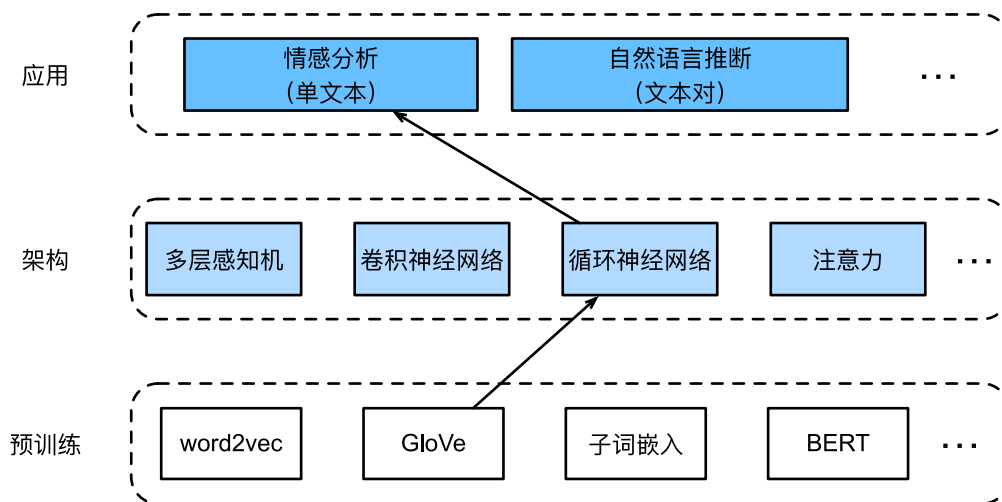 应用
情感分析
（单文本）
自然语言推断
（文本对）
...
架构
多层感知机
卷积神经网络
循环神经网络
注意力
...
预训练
word2vec
GloVe
子词嵌入
BERT
...